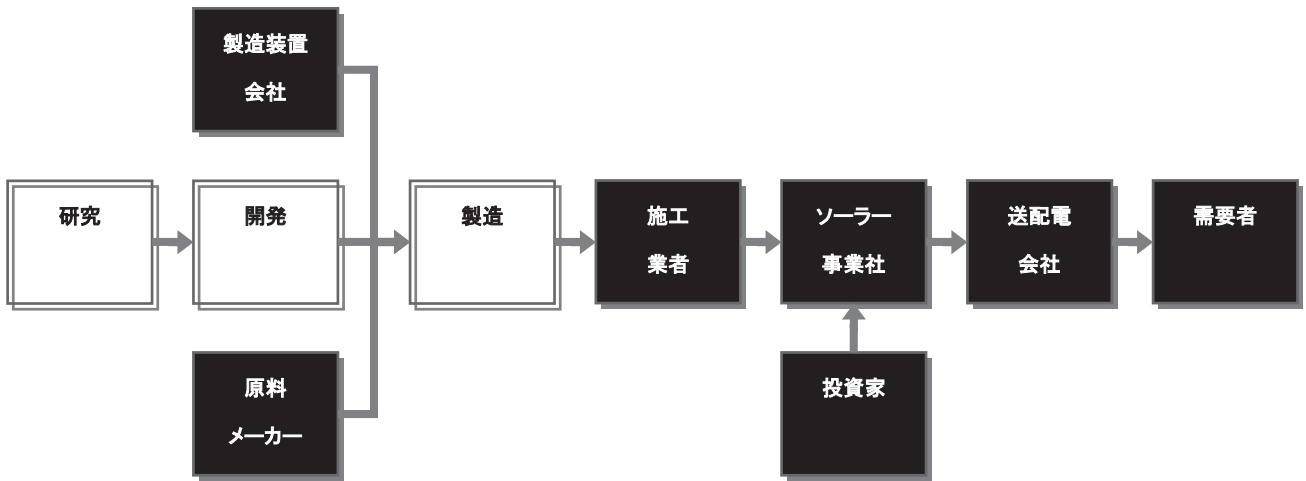 製造装置
会社
研究
開発
製造
施工
業者
ソーラー
事業社
送配電
会社
需要者
原料
メーカー
投資家